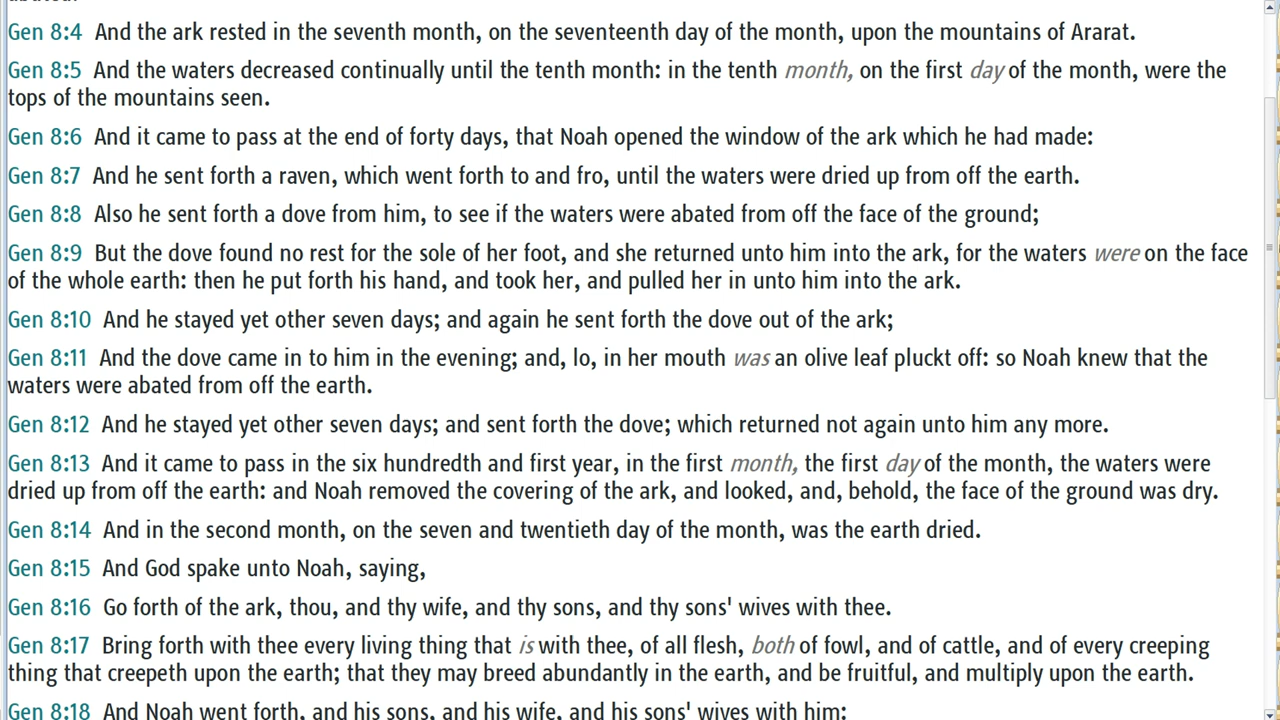 abated.
Gen 8:4 And the ark rested in the seventh month, on the seventeenth day of the month, upon the mountains of Ararat.
Gen 8:5 And the waters decreased continually until the tenth month: in the tenth month, on the first day of the month, were the
tops of the mountains seen.
Gen 8:6 And it came to pass at the end of forty days, that Noah opened the window of the ark which he had made:
Gen 8:7 And he sent forth a raven, which went forth to and fro, until the waters were dried up from off the earth.
Gen 8:8 Also he sent forth a dove from him, to see if the waters were abated from off the face of the ground;
Gen 8:9 But the dove found no rest for the sole of her foot, and she returned unto him into the ark, for the waters were on the face
of the whole earth: then he put forth his hand, and took her, and pulled her in unto him into the ark.
Gen 8:10 And he stayed yet other seven days; and again he sent forth the dove out of the ark;
Gen 8:11 And the dove came in to him in the evening; and, lo, in her mouth was an olive leaf pluckt off: so Noah knew that the
waters were abated from off the earth.
Gen 8:12 And he stayed yet other seven days; and sent forth the dove; which returned not again unto him any more.
Gen 8:13 And it came to pass in the six hundredth and first year, in the first month, the first day of the month, the waters were
dried up from off the earth: and Noah removed the covering of the ark, and looked, and, behold, the face of the ground was dry.
Gen 8:14 And in the second month, on the seven and twentieth day of the month, was the earth dried.
Gen 8:15 And God spake unto Noah, saying,
Gen 8:16 Go forth of the ark, thou, and thy wife, and thy sons, and thy sons' wives with thee.
Gen 8:17 Bring forth with thee every living thing that is with thee, of all flesh, both of fowl, and of cattle, and of every creeping
thing that creepeth upon the earth; that they may breed abundantly in the earth, and be fruitful, and multiply upon the earth.
Gen 8:18 And Noah went forth, and his sons, and his wife, and his sons' wives with him: